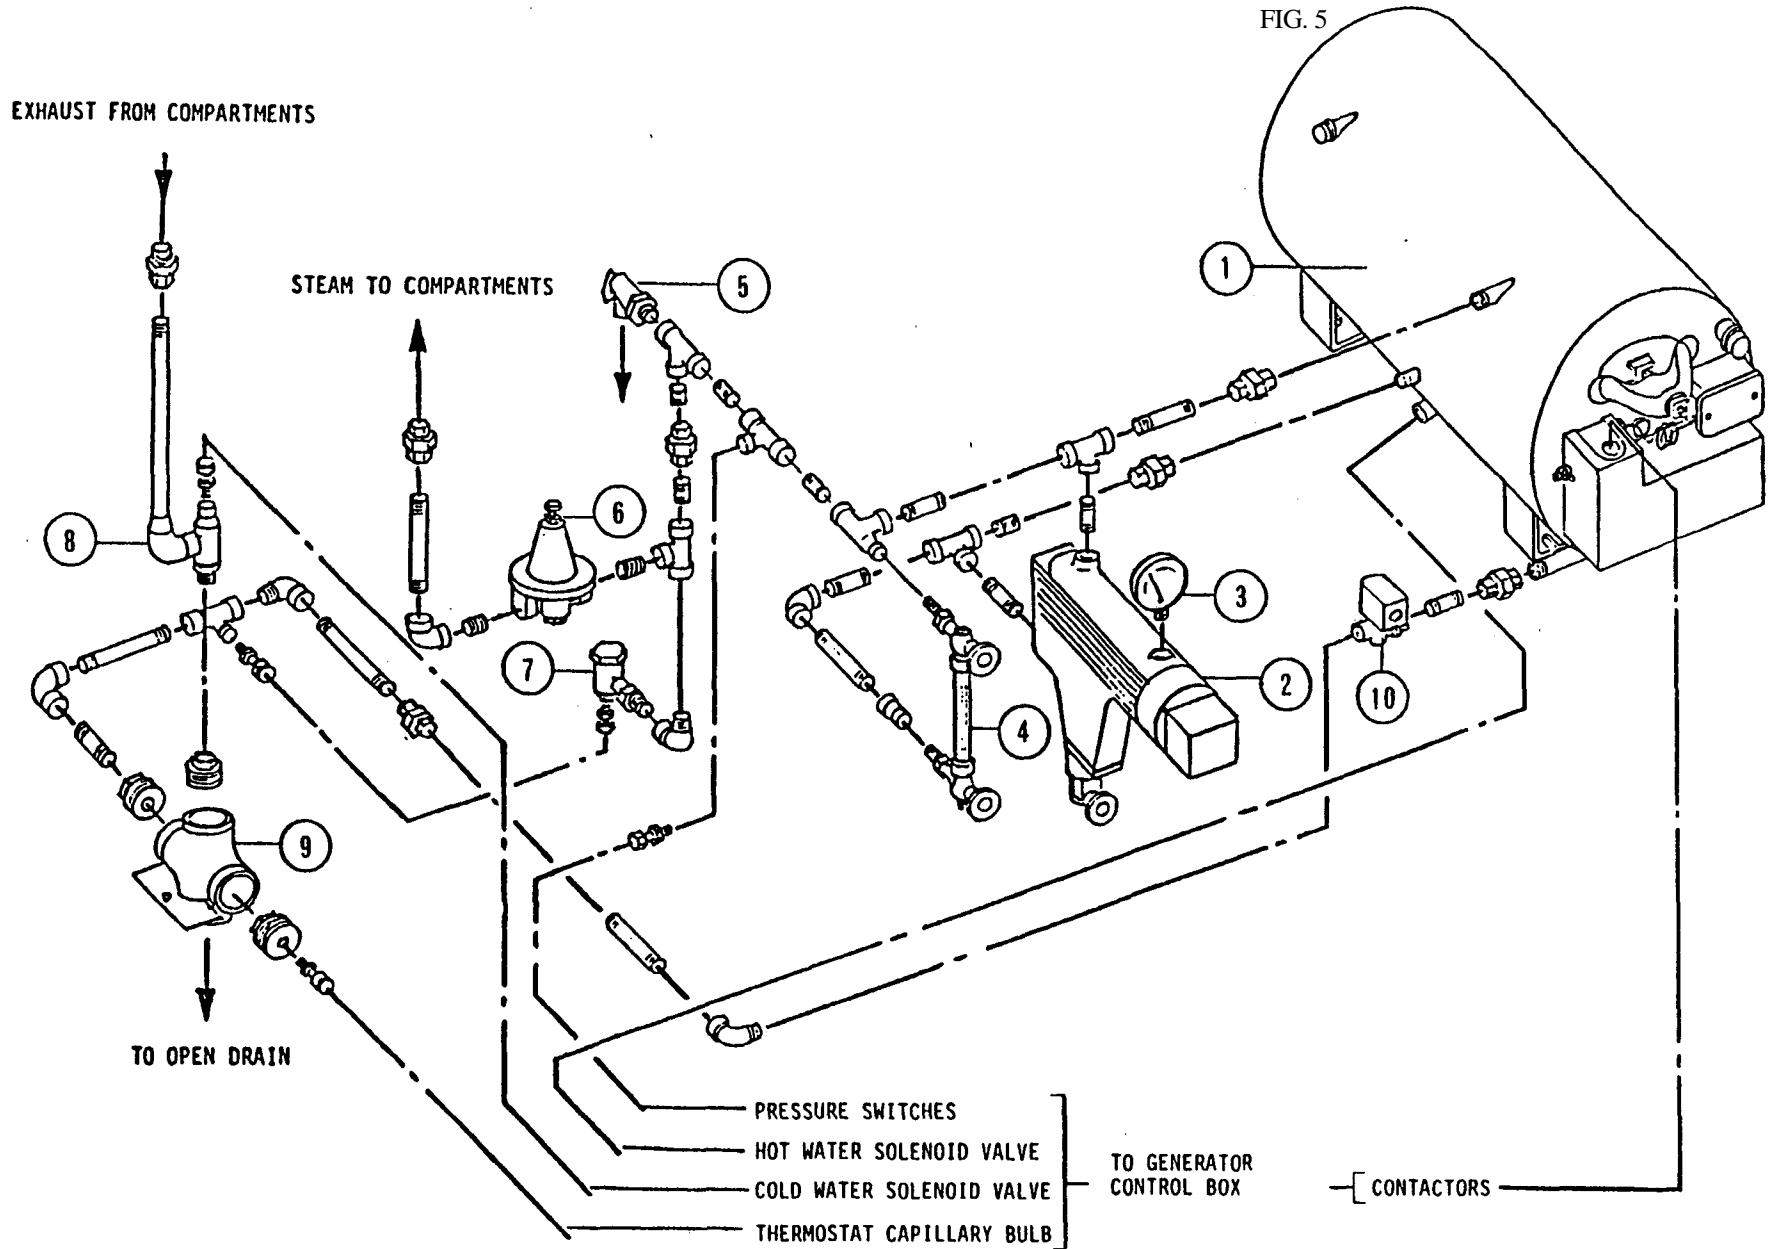 FIG. 5
EXHAUST FROM COMPARTMENTS
STEAM TO COMPARTMENTS
1
5
6
8
3
7
2
10
4
9
TO OPEN DRAIN
PRESSURE SWITCHES
HOT WATER SOLENOID VALVE
COLD WATER SOLENOID VALVE
THERMOSTAT CAPILLARY BULB
TO GENERATOR
CONTROL BOX
CONTACTORS